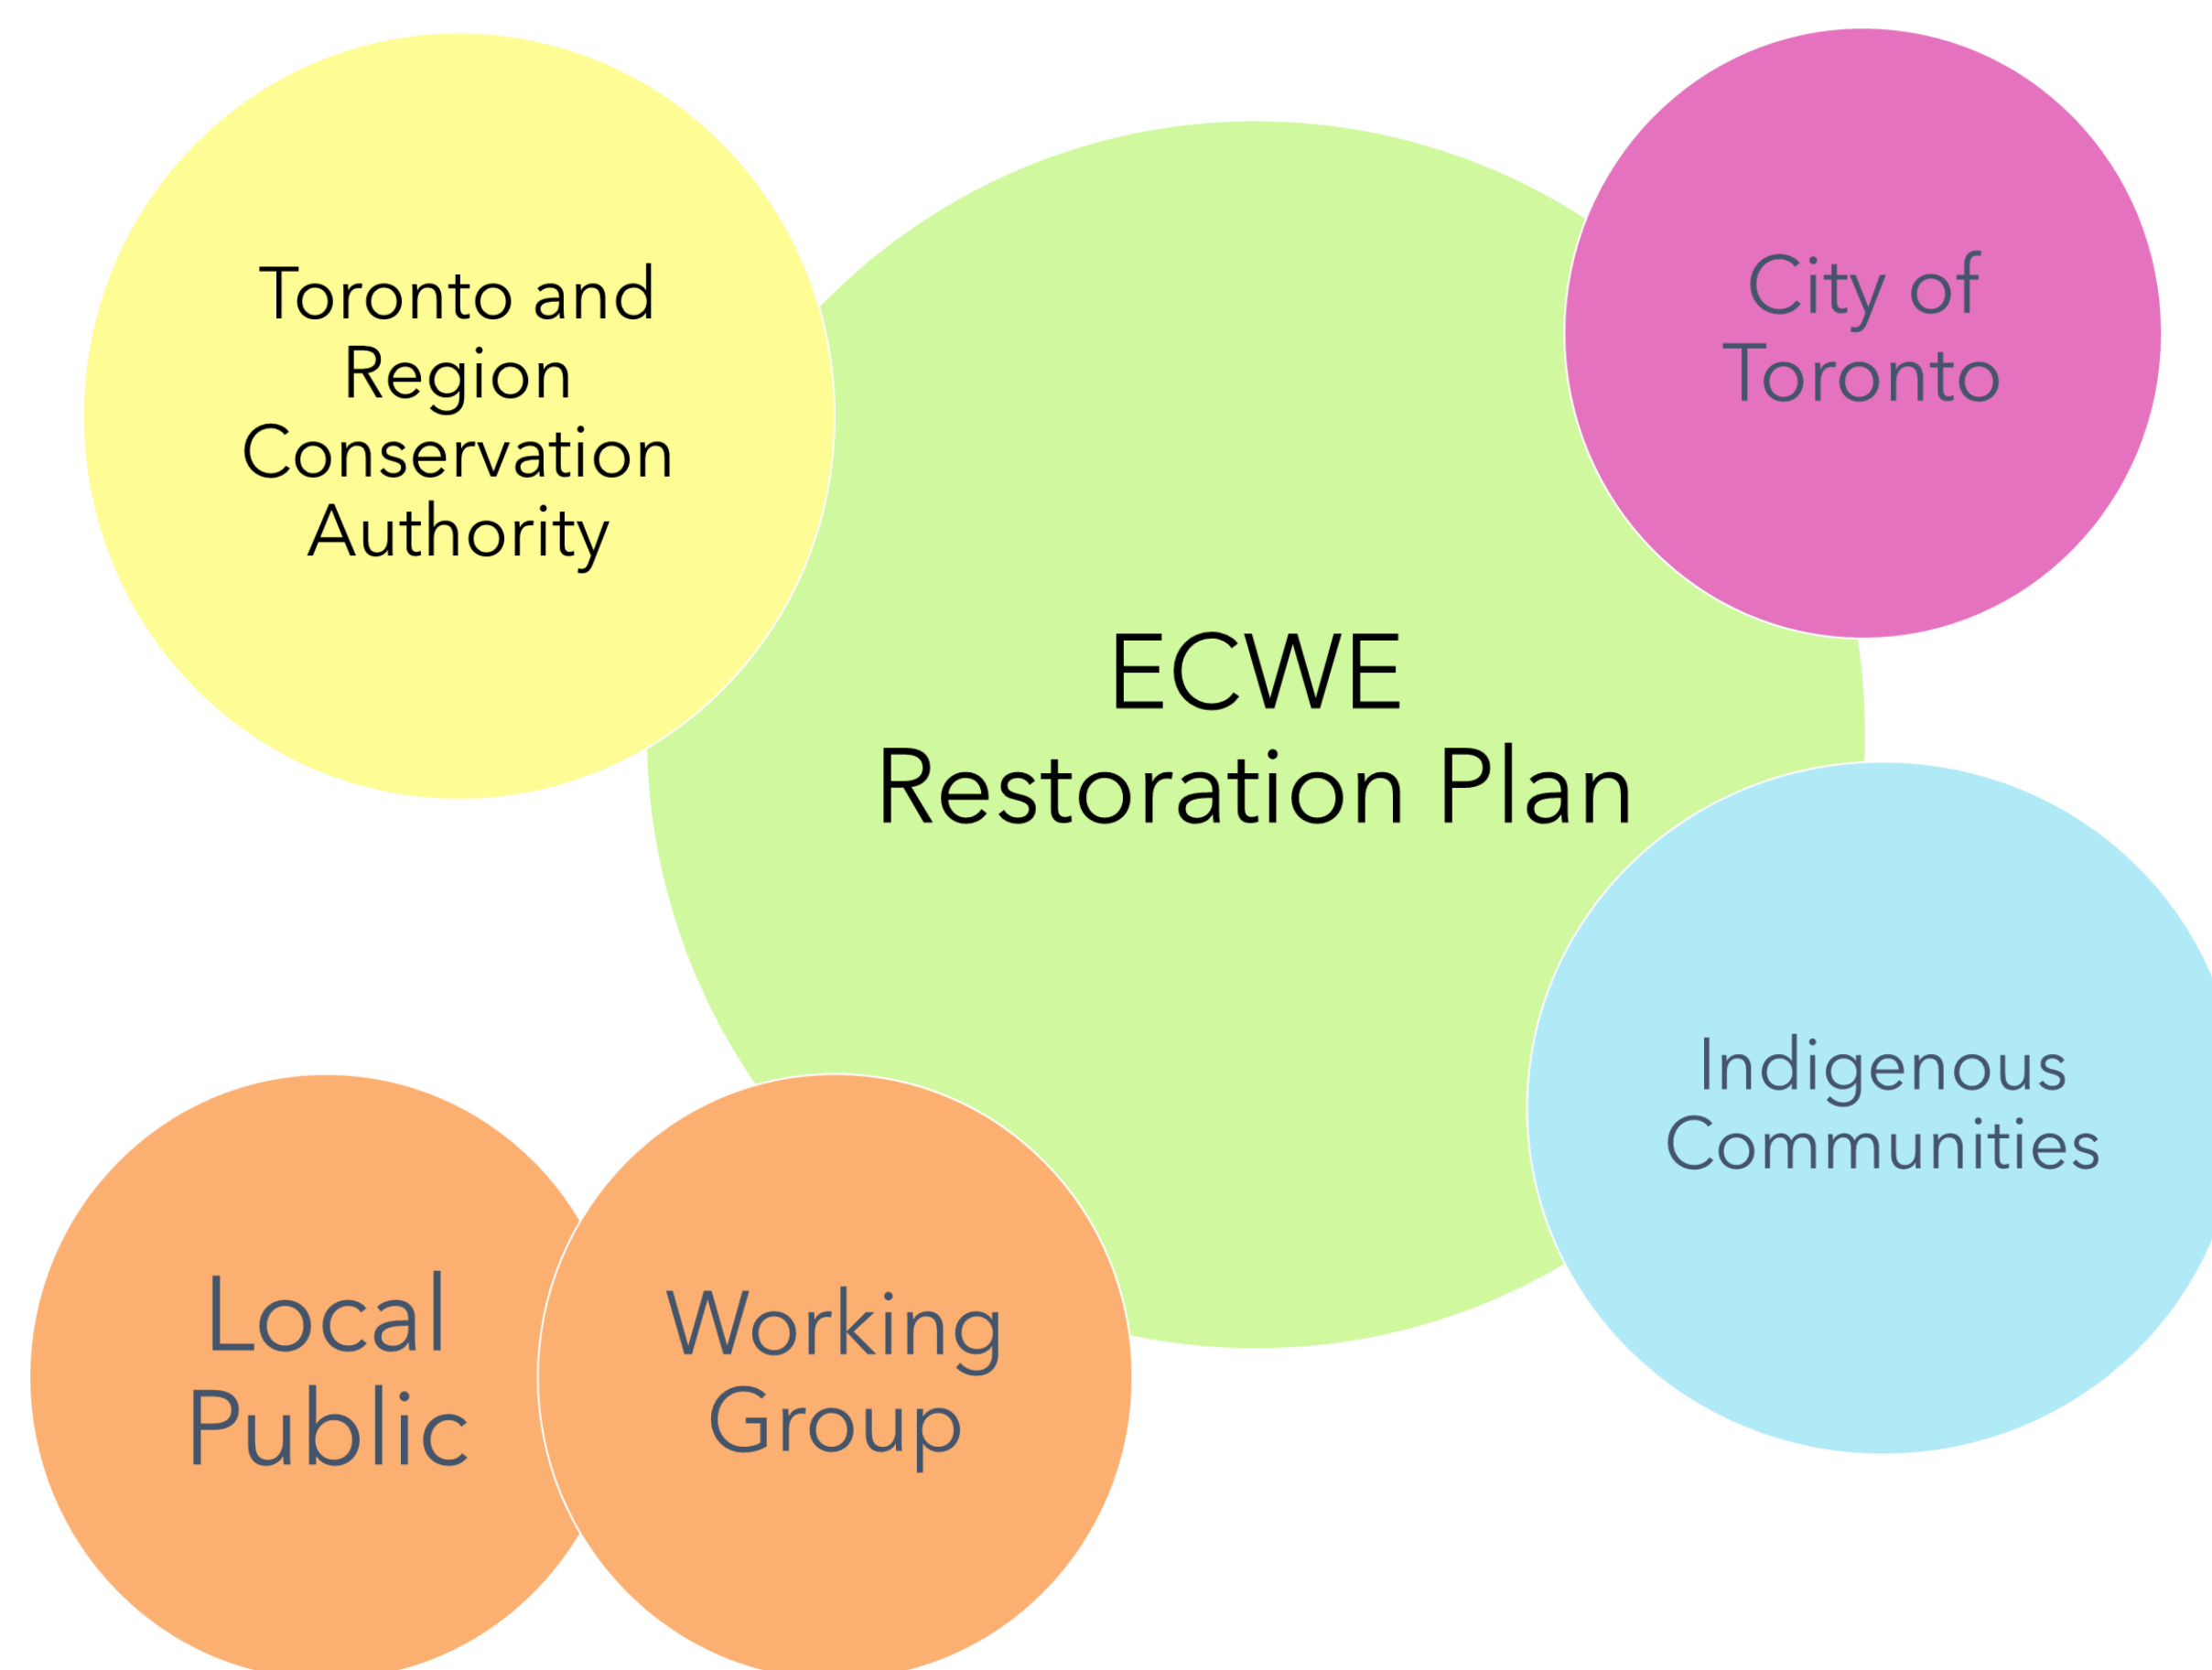 Toronto and
Region
Conservation
Authority
City of
Toronto
ECWE
Restoration Plan
Indigenous
Communities
Local
Public
Working
Group